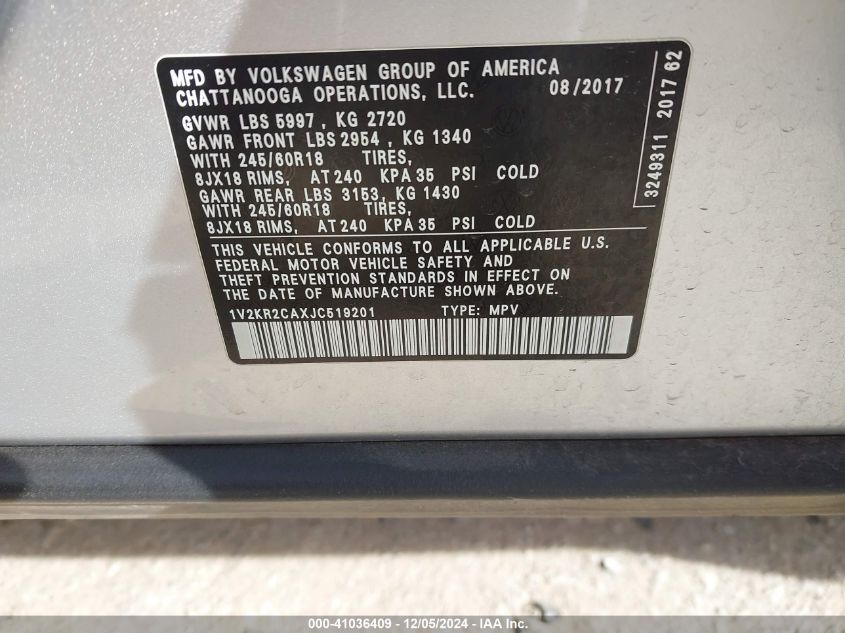 MFD BY VOLKSWAGEN GROUP OF AMERICA
CHATTANOOGA OPERATIONS, LLC. 08/2017
GVWR LBS 5997 , KG 2720
GAWR FRONT LBS 2954 , KG 1340
WITH 245/60R18 TIRES,
8JX18 RIMS, AT 240 KPA 35 PSI COLD
GAWR REAR LBS 3153, KG 1430
WITH 245/60R18 TIRES,
8JX18 RIMS, AT 240 KPA 35 PSI COLD
THIS VEHICLE CONFORMS TO ALL APPLICABLE U.S.
FEDERAL MOTOR VEHICLE SAFETY AND
THEFT PREVENTION STANDARDS IN EFFECT ON
THE DATE OF MANUFACTURE SHOWN ABOVE.
1V2KR2CAXJC519201 TYPE: MPV
3249311 2017 62
000-41036409 - 12/05/2024 - IAA Inc.